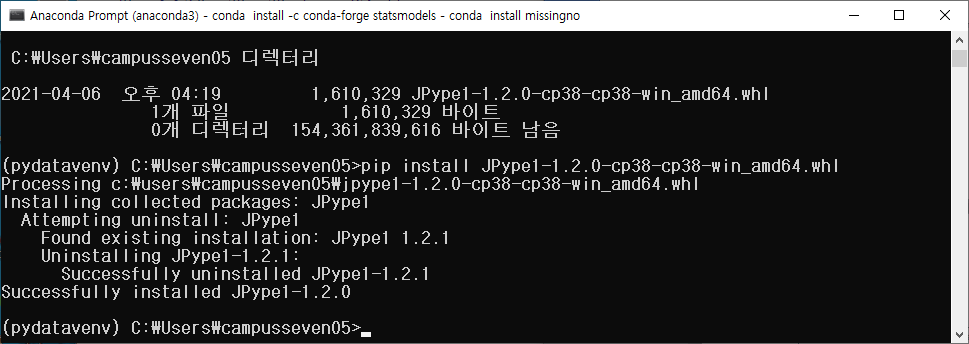 Anaconda Prompt (anaconda3) - conda  install -c conda-forge statsmodels - conda  install missingno
C:₩Users₩campusseven05 디렉터리
2021-04-06  오후 04:19         1,610,329 JPype1-1.2.0-cp38-cp38-win_amd64.whl
1개 파일           1,610,329 바이트
0개 디렉터리  154,361,839,616 바이트 남음
(pydatavenv) C:₩Users₩campusseven05>pip install JPype1-1.2.0-cp38-cp38-win_amd64.whl
Processing c:₩users₩campusseven05₩jpype1-1.2.0-cp38-cp38-win_amd64.whl
Installing collected packages: JPype1
Attempting uninstall: JPype1
Found existing installation: JPype1 1.2.1
Uninstalling JPype1-1.2.1:
Successfully uninstalled JPype1-1.2.1
Successfully installed JPype1-1.2.0
(pydatavenv) C:₩Users₩campusseven05>